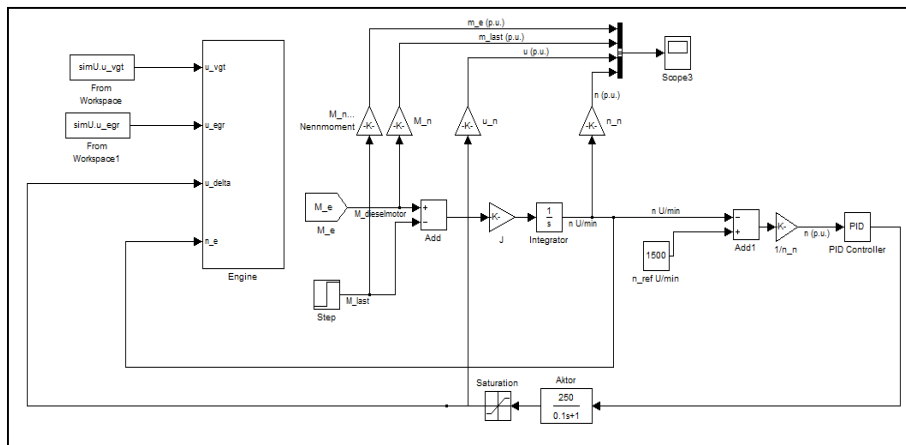 m_e (p.u.)
m_last (p.u.)
u (p.u.)
n (p.u.)
Scope3
simU.u_vgt
From
Workspace
simU.u_egr
From
Workspace1
u_vgt
u_egr
u_delta
n_e
Engine
M_n...
Nennnmoment
-K-
-K-
M_n
-K-
u_n
-K-
n_n
M_e
M_e
M_dieselmotor
+
−
Add
K-
J
1
s
Integrator
n U/min
n U/min
Step
M_last
1500
n_ref U/min
−
+
Add1
K-
1/n_n
n (p.u.)
PID
PID Controller
Saturation
Aktor
250
0.1s+1